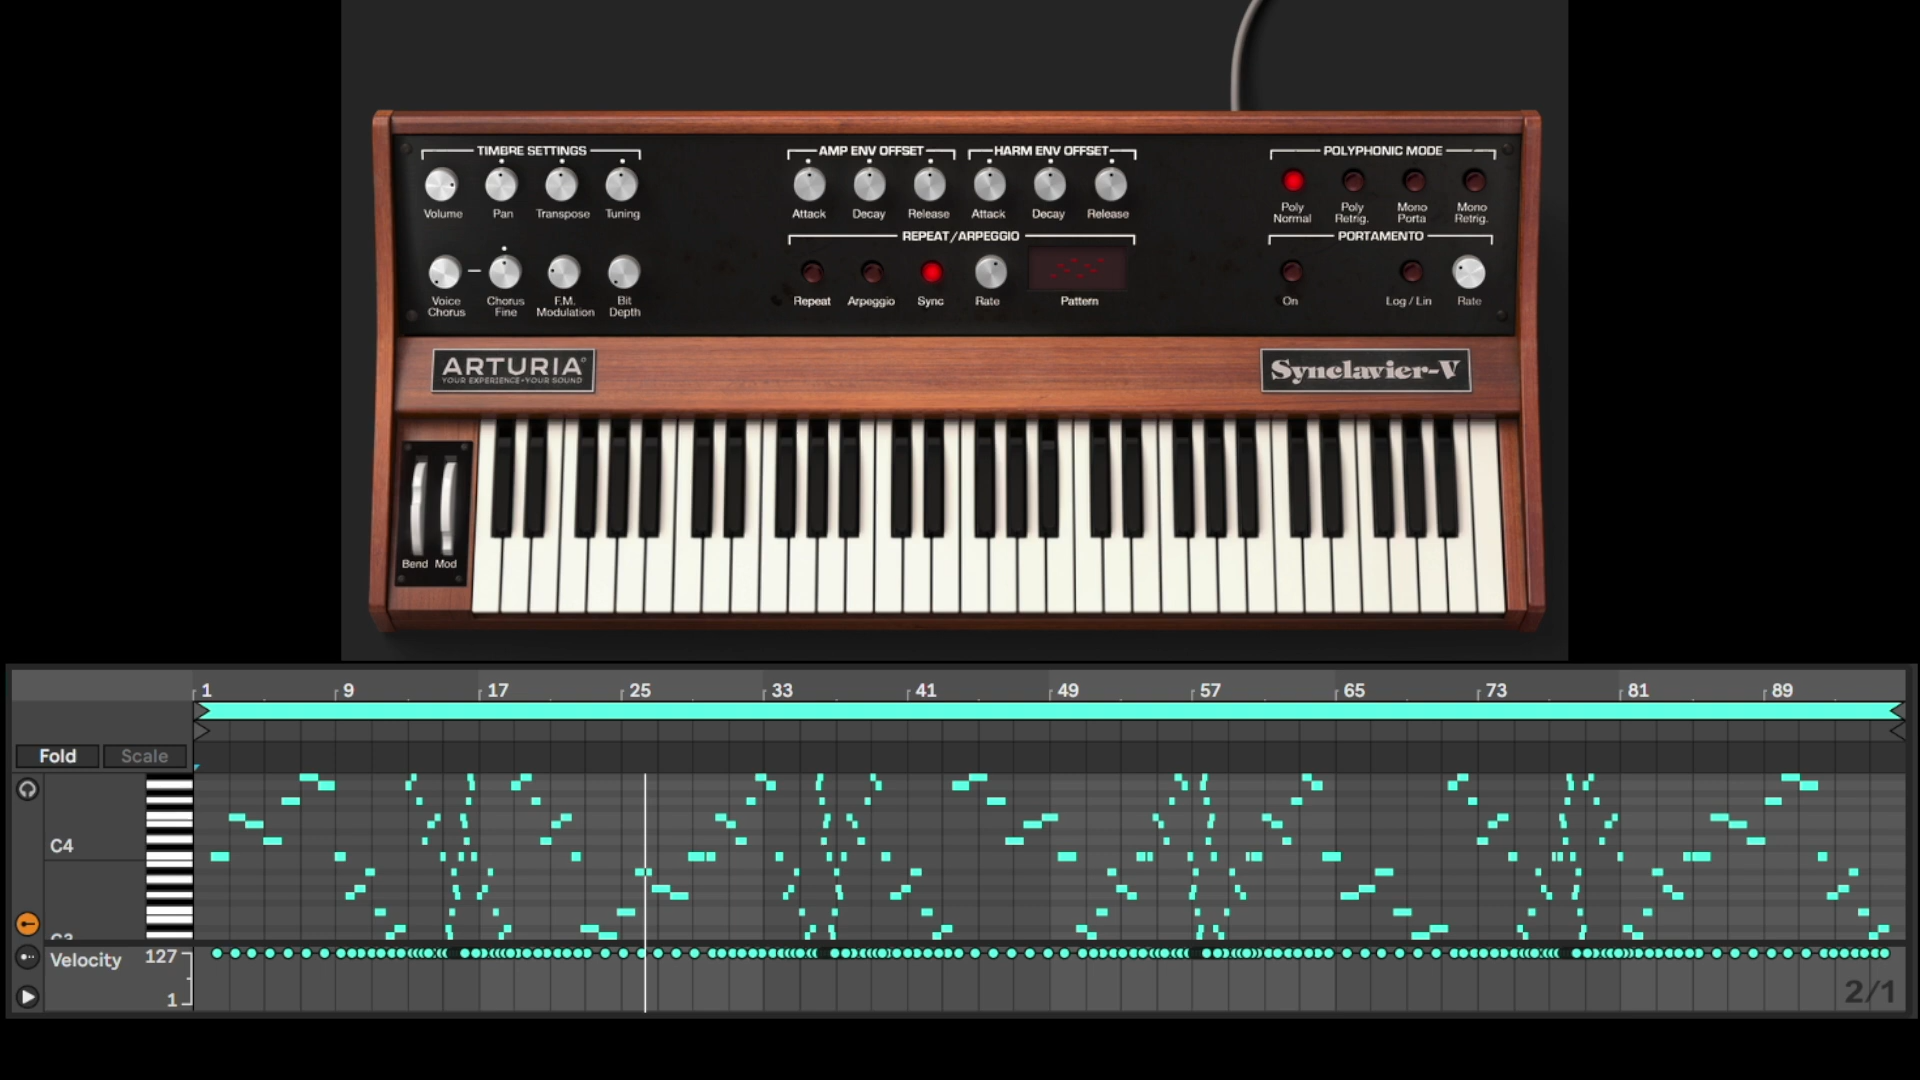 TIMBRE SETTINGS
AMP ENV OFFSET
HARM ENV OFFSET
POLYPHONIC MODE
Volume Pan Transpose Tuning
Attack Decay Release Attack Decay Release
Poly Normal
Poly Retrig.
Mono Porta
Mono Retrig.
REPEAT/ARPEGGIO
PORTAMENTO
Voice Chorus
Chorus Fine
F.M. Modulation
Bit Depth
Repeat Arpeggio Sync Rate Pattern
On Log / Lin Rate
ARTURIA
YOUR EXPERIENCE•YOUR SOUND
Synclavier-V
Bend Mod
1 9 17 25 33 41 49 57 65 73 81 89
Fold Scale
C4
C3
Velocity 127
1
2/1